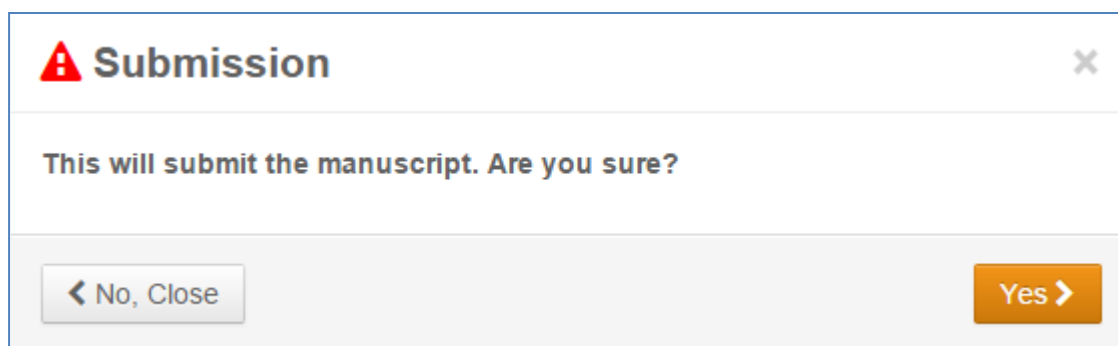 Submission
This will submit the manuscript. Are you sure?
No, Close
Yes